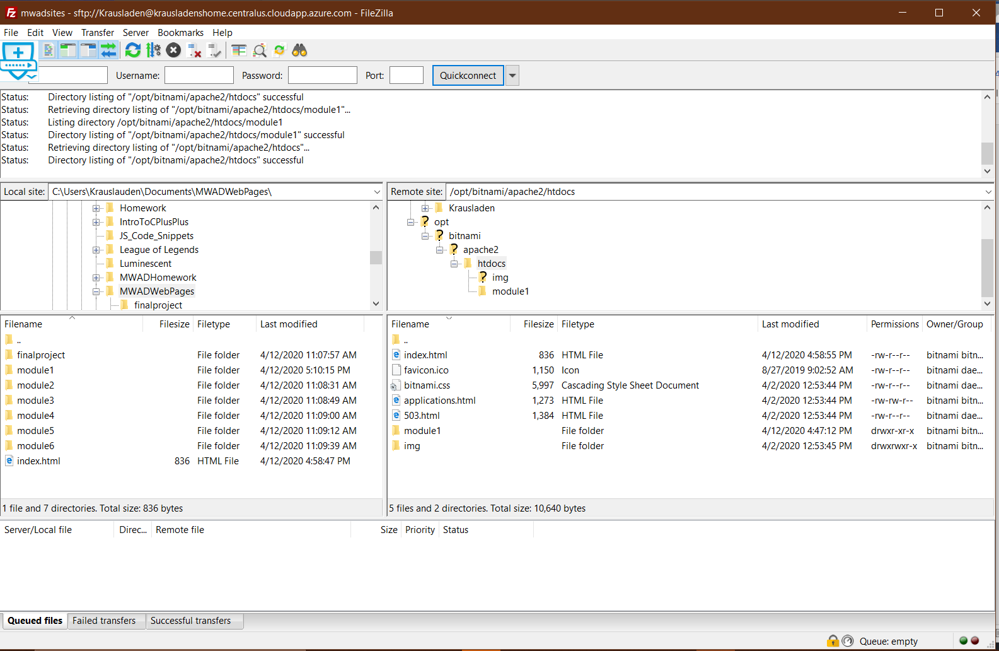 mwadsites - sftp://Krausladen@krausladenshome.centralus.cloudapp.azure.com - FileZilla
File Edit View Transfer Server Bookmarks Help
Username: Password: Port: Quickconnect
Status: Directory listing of "/opt/bitnami/apache2/htdocs" successful
Status: Retrieving directory listing of "/opt/bitnami/apache2/htdocs/module1"...
Status: Listing directory /opt/bitnami/apache2/htdocs/module1
Status: Directory listing of "/opt/bitnami/apache2/htdocs/module1" successful
Status: Retrieving directory listing of "/opt/bitnami/apache2/htdocs"...
Status: Directory listing of "/opt/bitnami/apache2/htdocs" successful
Local site: C:\Users\Krauslauden\Documents\MWADWebPages\
Homework
IntroToCPlusPlus
JS_Code_Snippets
League of Legends
Luminescent
MWADHomework
MWADWebPages
finalproject
Remote site: /opt/bitnami/apache2/htdocs
Krausladen
? opt
? bitnami
? apache2
htdocs
? img
module1
Filename Filesize Filetype Last modified
..
finalproject File folder 4/12/2020 11:07:57 AM
module1 File folder 4/12/2020 5:10:15 PM
module2 File folder 4/12/2020 11:08:31 AM
module3 File folder 4/12/2020 11:08:49 AM
module4 File folder 4/12/2020 11:09:00 AM
module5 File folder 4/12/2020 11:09:12 AM
module6 File folder 4/12/2020 11:09:39 AM
index.html 836 HTML File 4/12/2020 4:58:47 PM
1 file and 7 directories. Total size: 836 bytes
Filename Filesize Filetype Last modified Permissions Owner/Group
..
index.html 836 HTML File 4/12/2020 4:58:55 PM -rw-r--r-- bitnami bitn...
favicon.ico 1,150 Icon 8/27/2019 9:02:52 AM -rw-r--r-- bitnami dae...
bitnami.css 5,997 Cascading Style Sheet Document 4/2/2020 12:53:44 PM -rw-r--r-- bitnami dae...
applications.html 1,273 HTML File 4/2/2020 12:53:44 PM -rw-rw-r-- bitnami bitn...
503.html 1,384 HTML File 4/2/2020 12:53:44 PM -rw-r--r-- bitnami dae...
module1 File folder 4/12/2020 4:47:12 PM drwxr-xr-x bitnami bitn...
img File folder 4/2/2020 12:53:45 PM drwxrwxr-x bitnami bitn...
5 files and 2 directories. Total size: 10,640 bytes
Server/Local file Direc... Remote file Size Priority Status
Queued files Failed transfers Successful transfers
Queue: empty